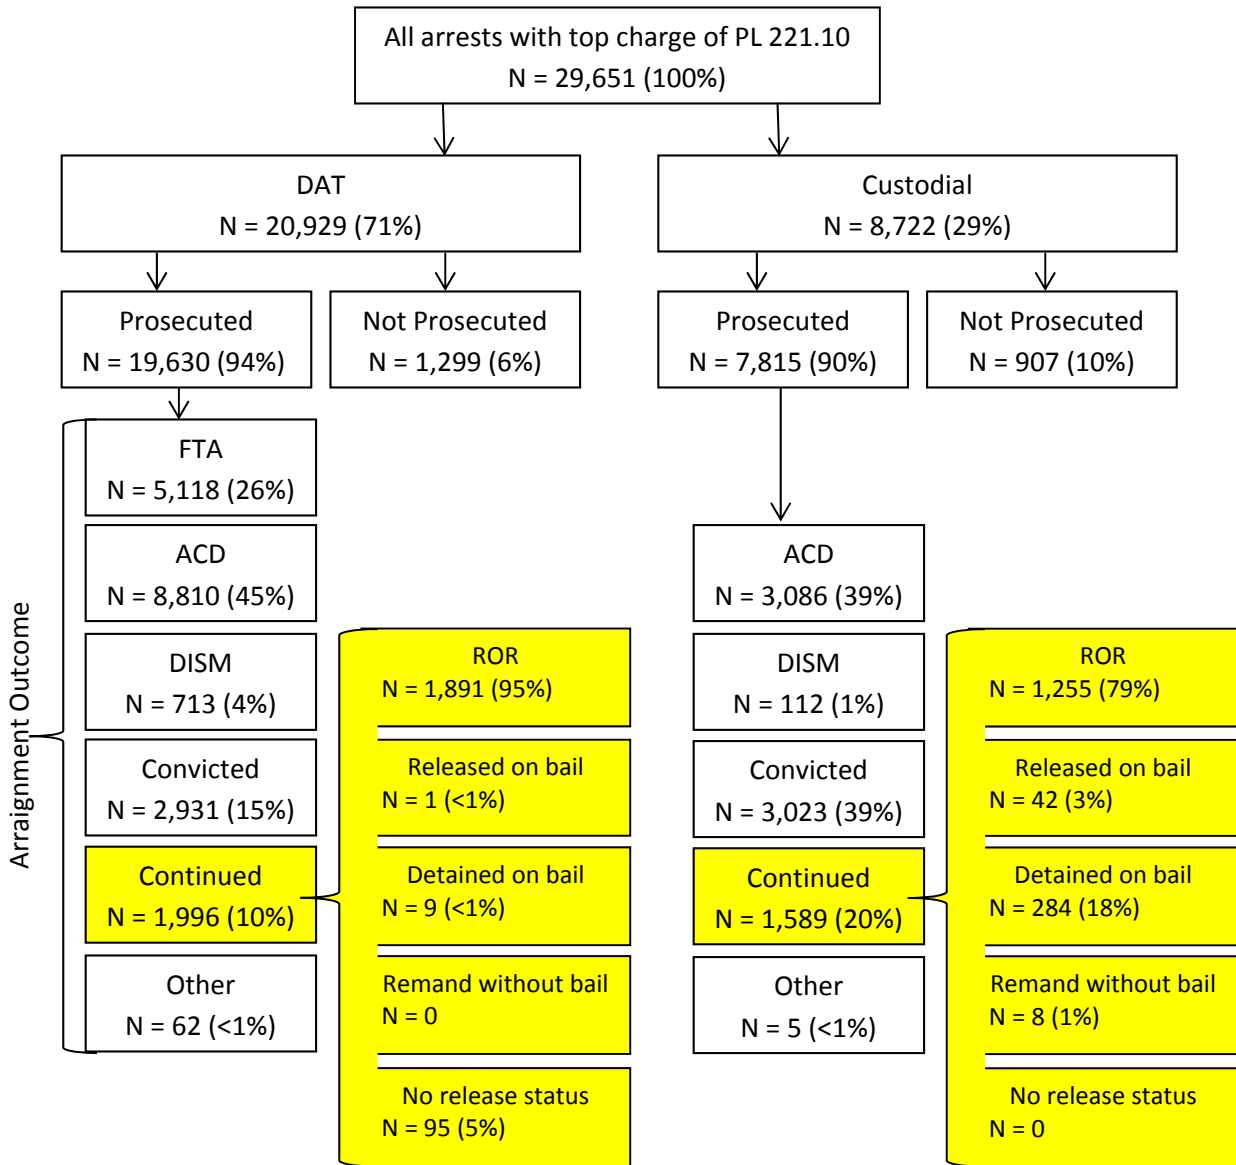 All arrests with top charge of PL 221.10
N = 29,651 (100%)
DAT
N = 20,929 (71%)
Custodial
N = 8,722 (29%)
Prosecuted
N = 19,630 (94%)
Not Prosecuted
N = 1,299 (6%)
Prosecuted
N = 7,815 (90%)
Not Prosecuted
N = 907 (10%)
Arraignment Outcome
FTA
N = 5,118 (26%)
ACD
N = 8,810 (45%)
DISM
N = 713 (4%)
Convicted
N = 2,931 (15%)
Continued
N = 1,996 (10%)
Other
N = 62 (<1%)
ROR
N = 1,891 (95%)
Released on bail
N = 1 (<1%)
Detained on bail
N = 9 (<1%)
Remand without bail
N = 0
No release status
N = 95 (5%)
ACD
N = 3,086 (39%)
DISM
N = 112 (1%)
Convicted
N = 3,023 (39%)
Continued
N = 1,589 (20%)
Other
N = 5 (<1%)
ROR
N = 1,255 (79%)
Released on bail
N = 42 (3%)
Detained on bail
N = 284 (18%)
Remand without bail
N = 8 (1%)
No release status
N = 0